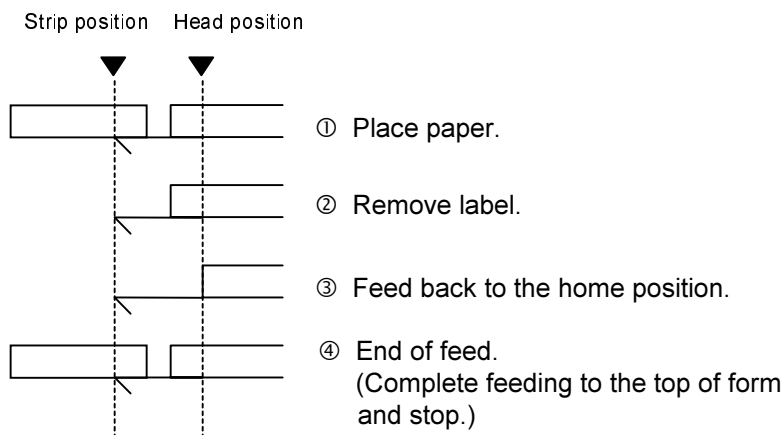 Strip position Head position
① Place paper.
② Remove label.
③ Feed back to the home position.
④ End of feed.
(Complete feeding to the top of form
and stop.)